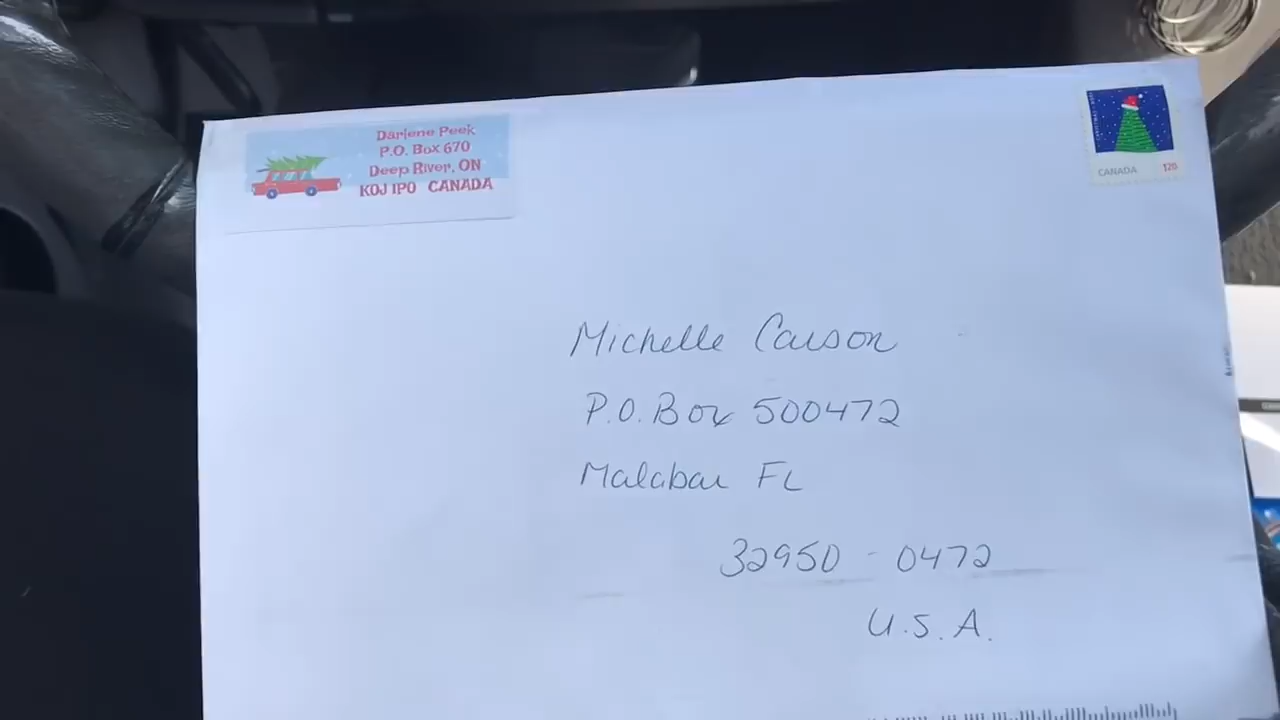 Darlene Peek
P.O. Box 670
Deep River, ON
K0J 1P0 CANADA
CANADA
Michelle Carson
P.O. Box 500472
Malabar FL
32950 - 0472
U.S.A.